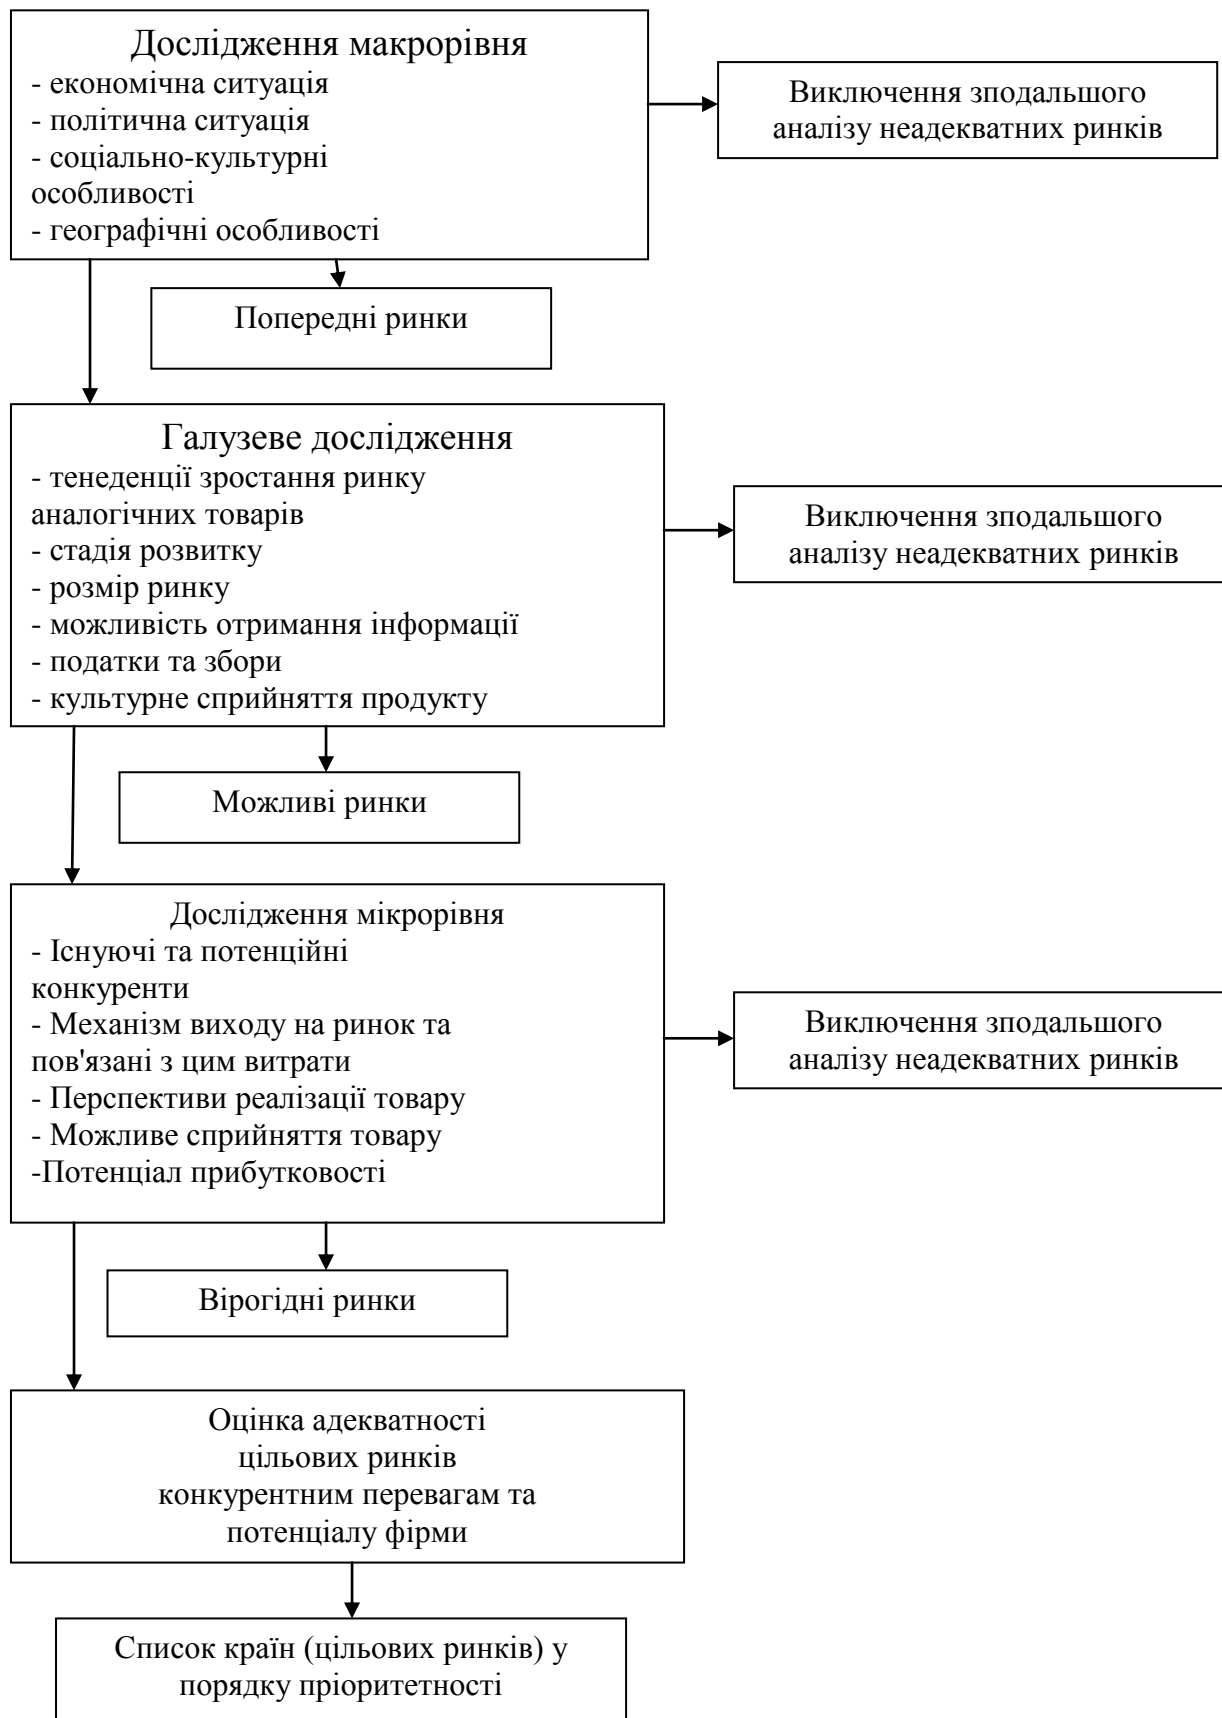 Дослідження макрорівня
- економічна ситуація
- політична ситуація
- соціально-культурні
особливості
- географічні особливості
Виключення зподальшого
аналізу неадекватних ринків
Попередні ринки
Галузеве дослідження
- тенеденції зростання ринку
аналогічних товарів
- стадія розвитку
- розмір ринку
- можливість отримання інформації
- податки та збори
- культурне сприйняття продукту
Виключення зподальшого
аналізу неадекватних ринків
Можливі ринки
Дослідження мікрорівня
- Існуючі та потенційні
конкуренти
- Механізм виходу на ринок та
пов'язані з цим витрати
- Перспективи реалізації товару
- Можливе сприйняття товару
-Потенціал прибутковості
Виключення зподальшого
аналізу неадекватних ринків
Вірогідні ринки
Оцінка адекватності
цільових ринків
конкурентним перевагам та
потенціалу фірми
Список країн (цільових ринків) у
порядку пріоритетності